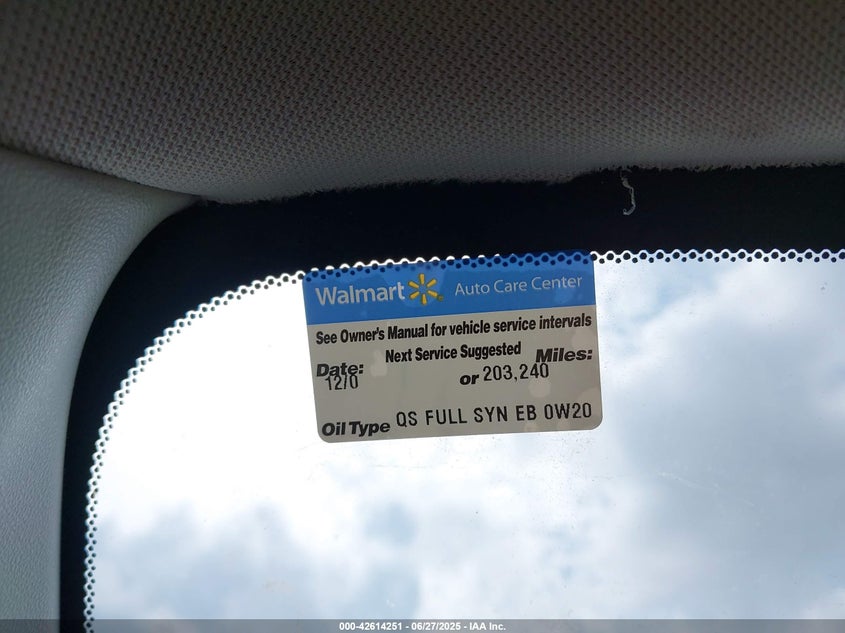 Walmart Auto Care Center
See Owner's Manual for vehicle service intervals
Next Service Suggested
Date: Miles:
12/0 or 203,240
Oil Type QS FULL SYN EB 0W20
000-42614251 - 06/27/2025 - IAA Inc.